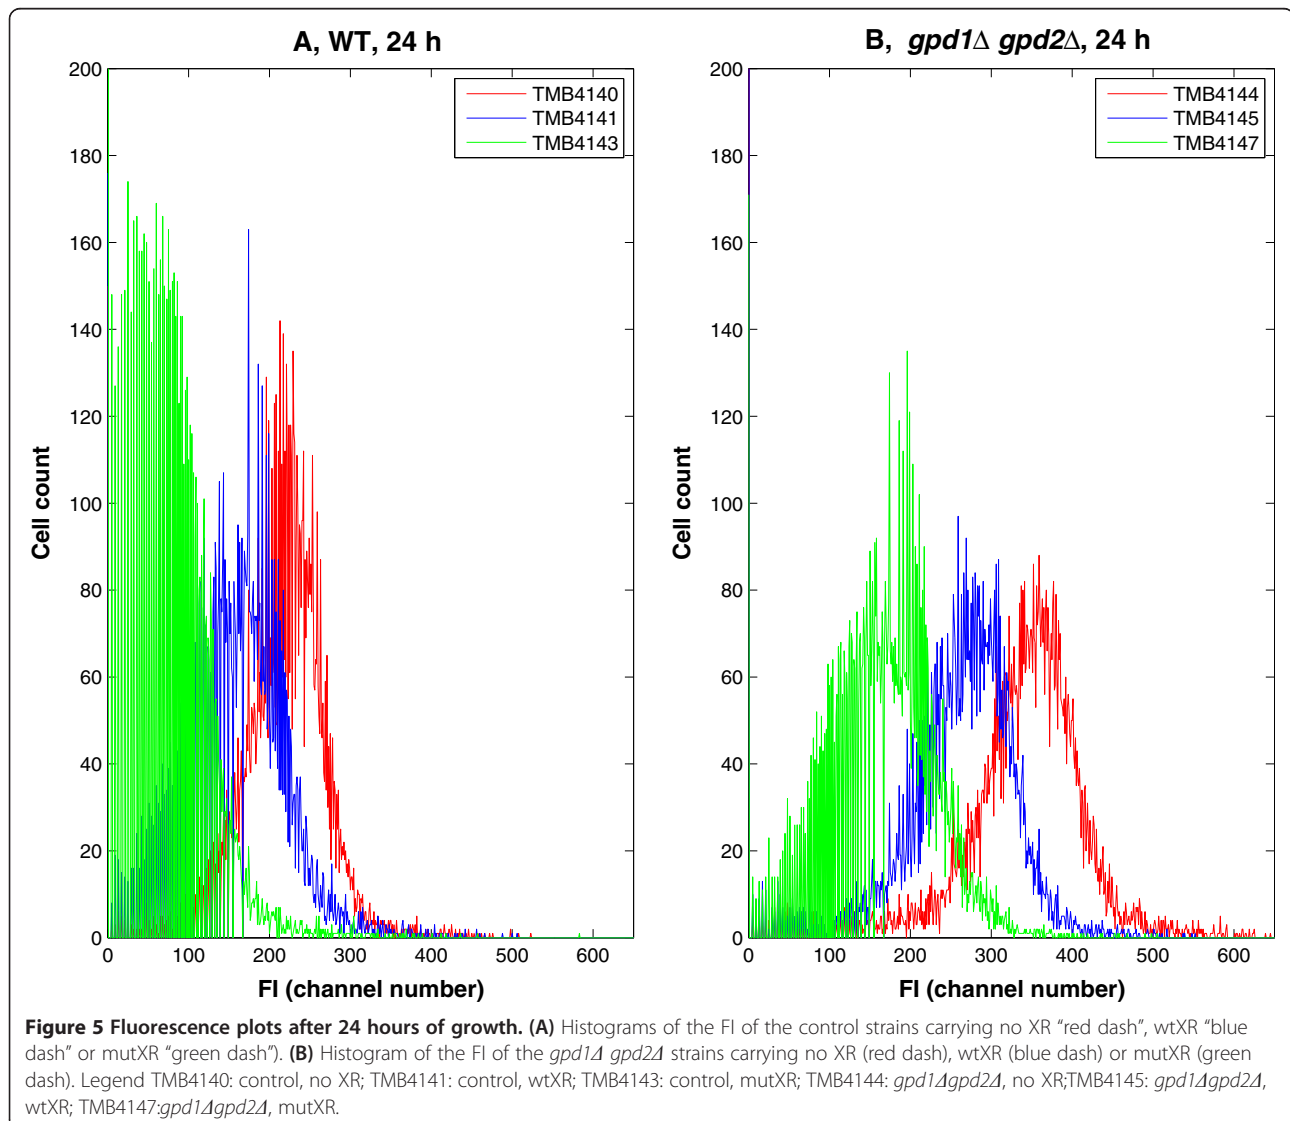 A, WT, 24 h
200
180
160
140
120
100
80
60
40
20
0
Cell count
TMB4140
TMB4141
TMB4143
0 100 200 300 400 500 600
FI (channel number)
B, gpd1Δ gpd2Δ, 24 h
200
180
160
140
120
100
80
60
40
20
0
Cell count
TMB4144
TMB4145
TMB4147
0 100 200 300 400 500 600
FI (channel number)
Figure 5 Fluorescence plots after 24 hours of growth. (A) Histograms of the FI of the control strains carrying no XR “red dash”, wtXR “blue
dash” or mutXR “green dash”). (B) Histogram of the FI of the gpd1Δ gpd2Δ strains carrying no XR (red dash), wtXR (blue dash) or mutXR (green
dash). Legend TMB4140: control, no XR; TMB4141: control, wtXR; TMB4143: control, mutXR; TMB4144: gpd1Δgpd2Δ, no XR;TMB4145: gpd1Δgpd2Δ,
wtXR; TMB4147:gpd1Δgpd2Δ, mutXR.